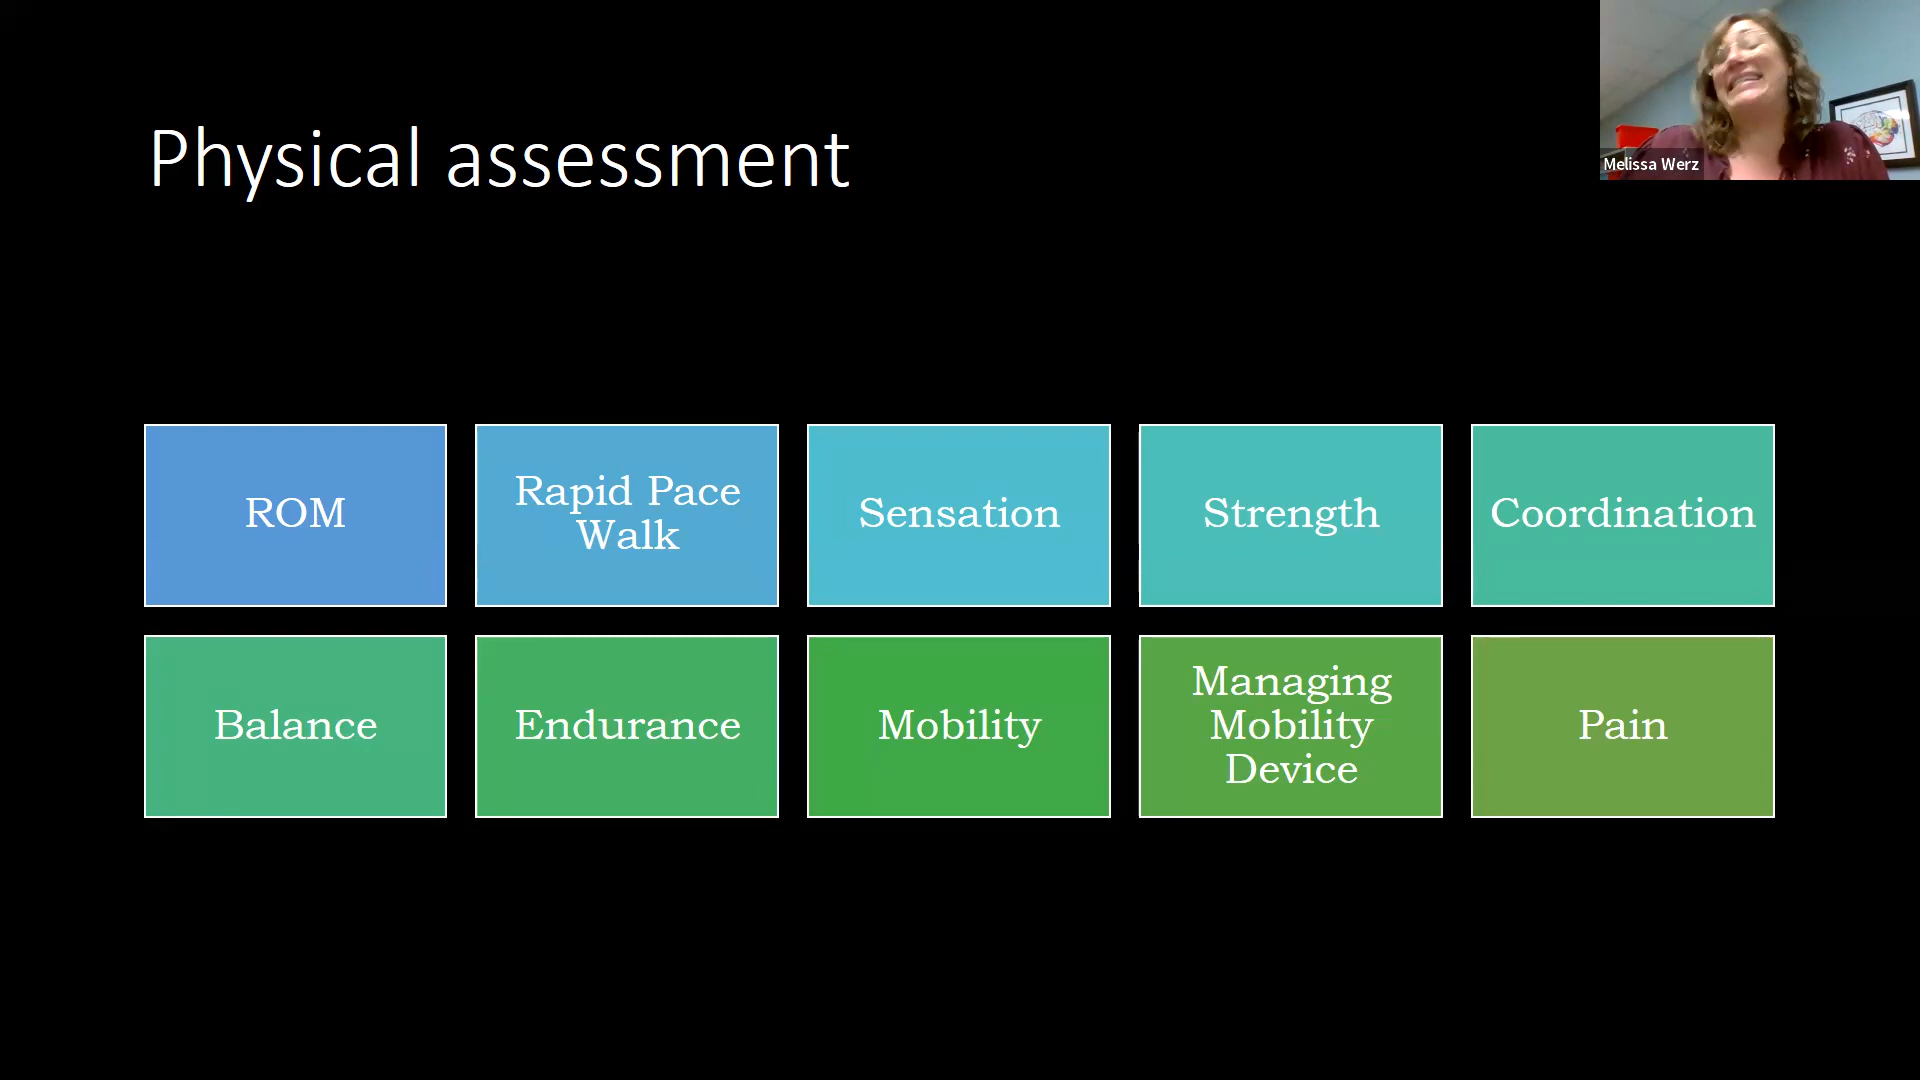 Physical assessment
Melissa Werz
ROM
Rapid Pace
Walk
Sensation
Strength
Coordination
Balance
Endurance
Mobility
Managing
Mobility
Device
Pain